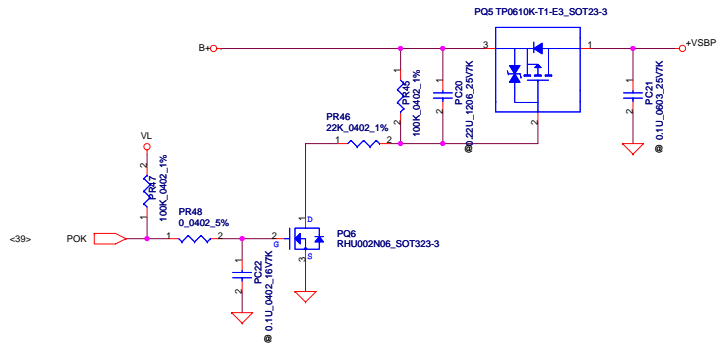 PQ5 TP0610K-T1-E3_SOT23-3
B+
3
1
+VSBP
2
1
2
PR45
100K_0402_1%
1
2
PC20
@0.22U_1206_25V7K
1
2
PC21
@ 0.1U_0603_25V7K
PR46
22K_0402_1%
1
2
VL
2
1
PR47
100K_0402_1%
PR48
0_0402_5%
1
2
<39>
POK
1
D
2
G
S
3
PQ6
RHU002N06_SOT323-3
1
2
PC22
@ 0.1U_0402_16V7K